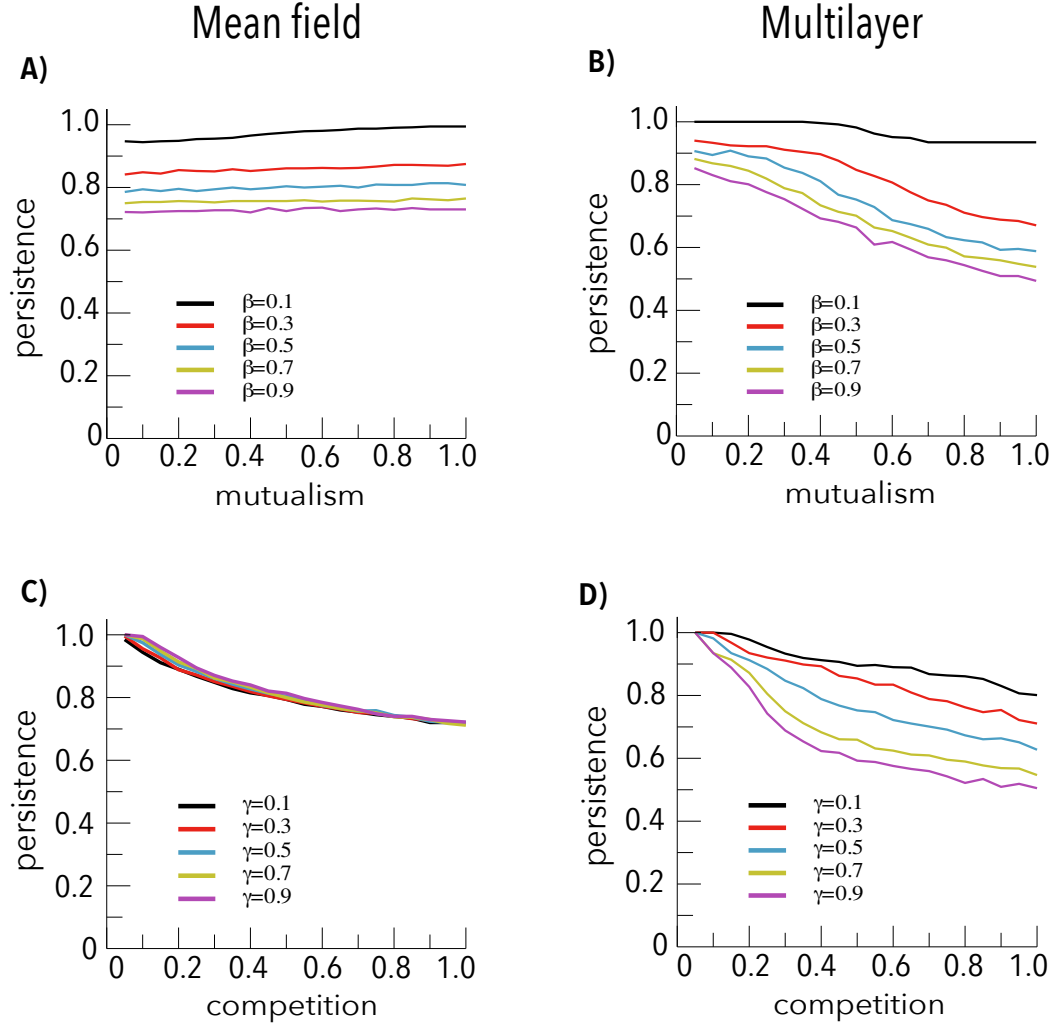 Mean field
Multilayer
A)
persistence
1.0
0.8
0.6
0.4
0.2
0
β=0.1
β=0.3
β=0.5
β=0.7
β=0.9
0 0.2 0.4 0.6 0.8 1.0
mutualism
B)
persistence
1.0
0.8
0.6
0.4
0.2
0
β=0.1
β=0.3
β=0.5
β=0.7
β=0.9
0 0.2 0.4 0.6 0.8 1.0
mutualism
C)
persistence
1.0
0.8
0.6
0.4
0.2
0
γ=0.1
γ=0.3
γ=0.5
γ=0.7
γ=0.9
0 0.2 0.4 0.6 0.8 1.0
competition
D)
persistence
1.0
0.8
0.6
0.4
0.2
0
γ=0.1
γ=0.3
γ=0.5
γ=0.7
γ=0.9
0 0.2 0.4 0.6 0.8 1.0
competition